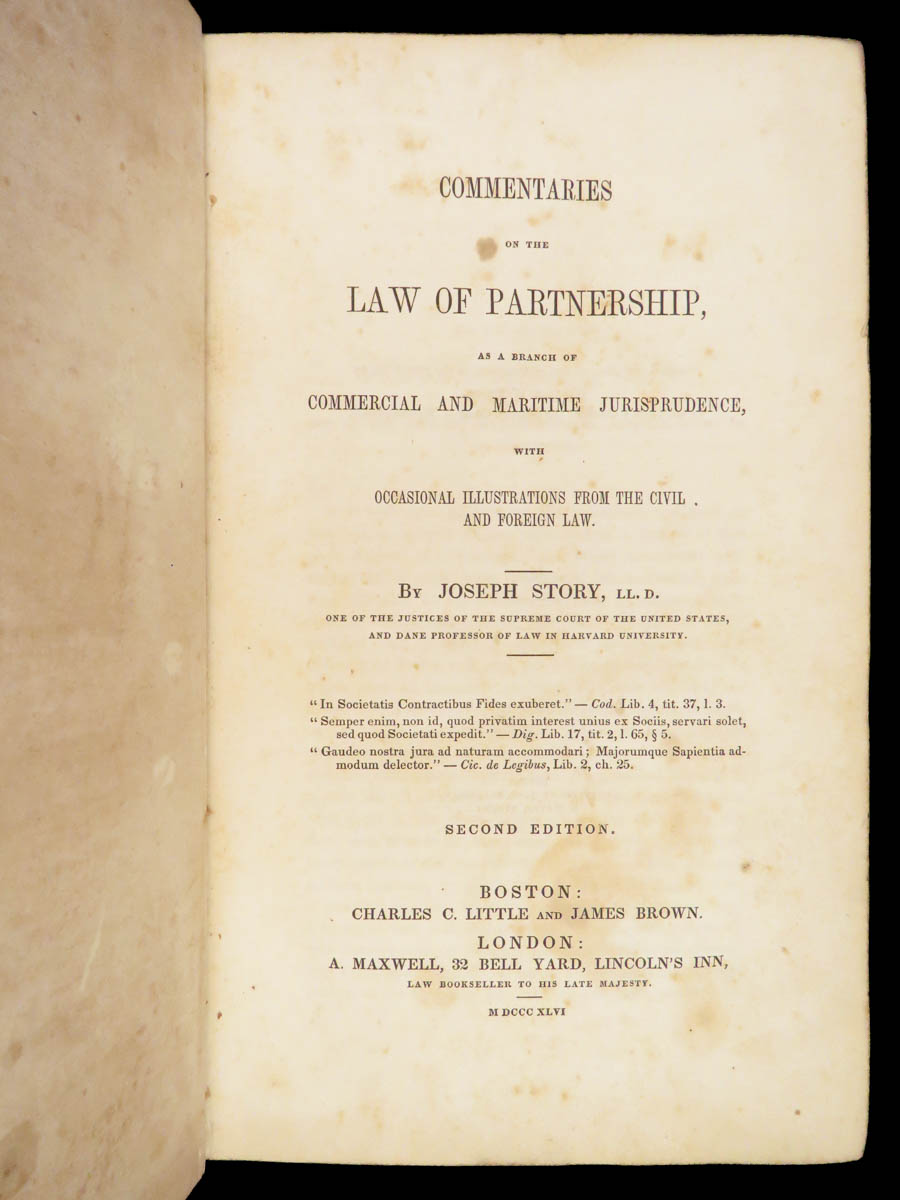 COMMENTARIES
ON THE
LAW OF PARTNERSHIP,
AS A BRANCH OF
COMMERCIAL AND MARITIME JURISPRUDENCE,
WITH
OCCASIONAL ILLUSTRATIONS FROM THE CIVIL
AND FOREIGN LAW.
By JOSEPH STORY, LL. D.
ONE OF THE JUSTICES OF THE SUPREME COURT OF THE UNITED STATES,
AND DANE PROFESSOR OF LAW IN HARVARD UNIVERSITY.
“In Societatis Contractibus Fides exuberet.” — Cod. Lib. 4, tit. 37, l. 3.
“Semper enim, non id, quod privatim interest unius ex Sociis, servari solet,
sed quod Societati expedit.” — Dig. Lib. 17, tit. 2, l. 65, § 5.
“Gaudeo nostra jura ad naturam accommodari; Majorumque Sapientia ad-
modum delector.” — Cic. de Legibus, Lib. 2, ch. 25.
SECOND EDITION.
BOSTON:
CHARLES C. LITTLE AND JAMES BROWN.
LONDON:
A. MAXWELL, 32 BELL YARD, LINCOLN'S INN,
LAW BOOKSELLER TO HIS LATE MAJESTY.
M DCCC XLVI